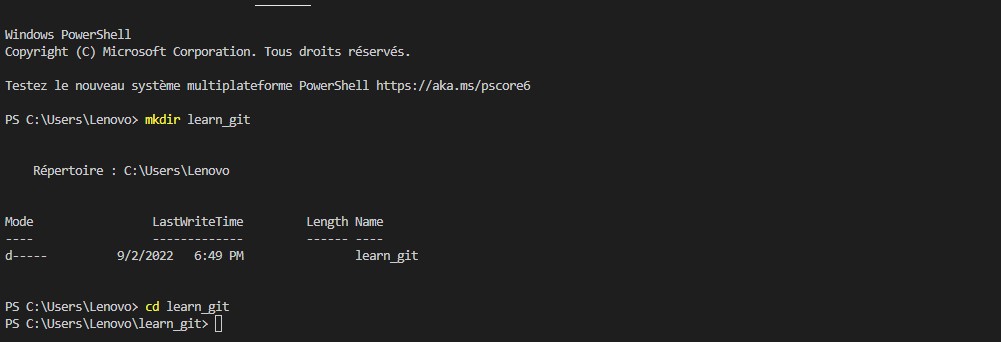 Windows PowerShell
Copyright (C) Microsoft Corporation. Tous droits réservés.
Testez le nouveau système multiplateforme PowerShell https://aka.ms/pscore6
PS C:\Users\Lenovo> mkdir learn_git
Répertoire : C:\Users\Lenovo
Mode LastWriteTime Length Name
---- ------------- ------ ----
d----- 9/2/2022 6:49 PM learn_git
PS C:\Users\Lenovo> cd learn_git
PS C:\Users\Lenovo\learn_git>